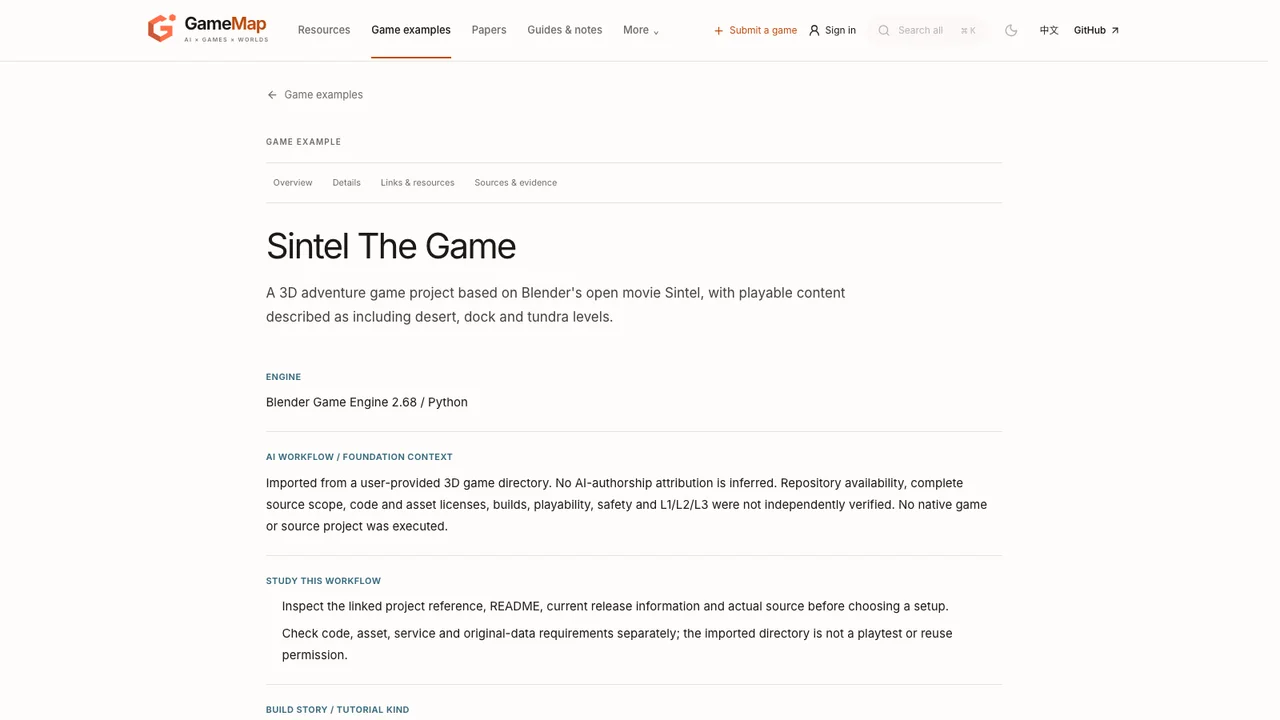 GameMap
AI × GAMES × WORLDS
Resources
Game examples
Papers
Guides & notes
More
Submit a game
Sign in
Search all
⌘ K
中文
GitHub
Game examples
GAME EXAMPLE
Overview
Details
Links & resources
Sources & evidence
Sintel The Game
A 3D adventure game project based on Blender's open movie Sintel, with playable content
described as including desert, dock and tundra levels.
ENGINE
Blender Game Engine 2.68 / Python
AI WORKFLOW / FOUNDATION CONTEXT
Imported from a user-provided 3D game directory. No AI-authorship attribution is inferred. Repository availability, complete
source scope, code and asset licenses, builds, playability, safety and L1/L2/L3 were not independently verified. No native game
or source project was executed.
STUDY THIS WORKFLOW
Inspect the linked project reference, README, current release information and actual source before choosing a setup.
Check code, asset, service and original-data requirements separately; the imported directory is not a playtest or reuse
permission.
BUILD STORY / TUTORIAL KIND